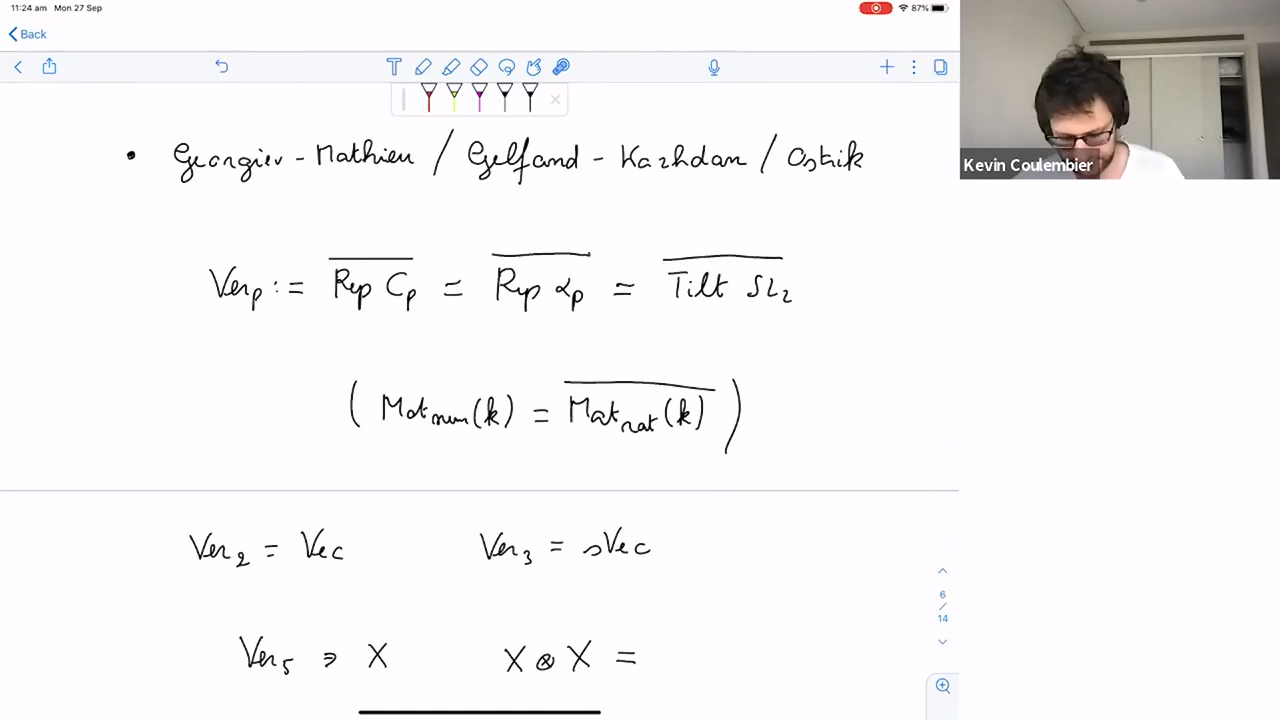 11:24 am Mon 27 Sep
87%
Back
• Georgiev - Mathieu / Gelfand - Kazhdan / Ostrik
Kevin Coulembier
Ver_p := \overline{Rep C_p} = \overline{Rep α_p} = \overline{Tilt SL_2}
( Mot_num(k) = \overline{Mot_rat(k)} )
Ver_2 = Vec Ver_3 = sVec
6
/
14
Ver_5 ∋ X X ⊗ X =